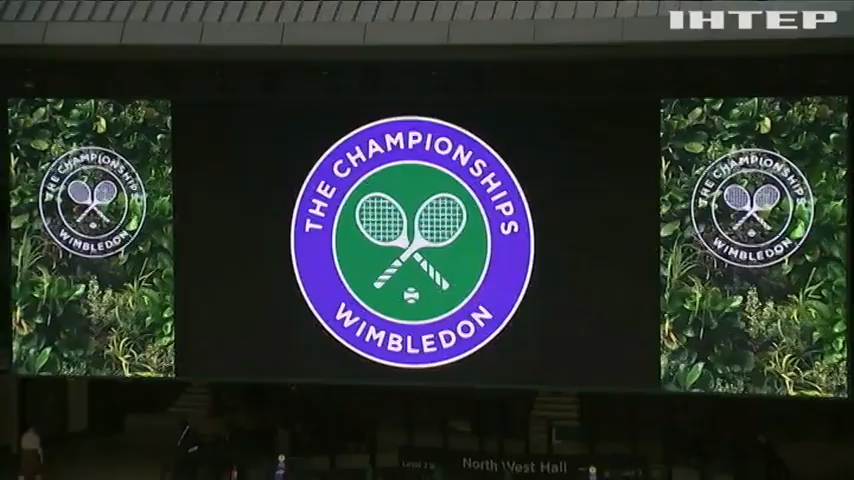 ІНТЕР
THE CHAMPIONSHIPS
WIMBLEDON
THE CHAMPIONSHIPS
WIMBLEDON
THE CHAMPIONSHIPS
WIMBLEDON
North West Hall